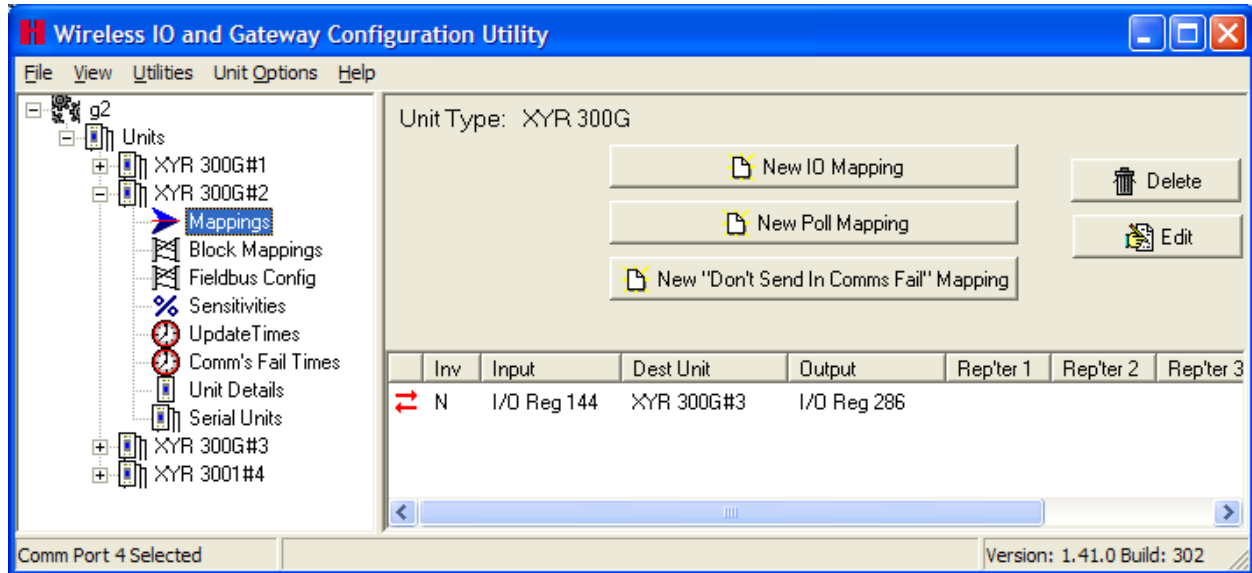 Wireless IO and Gateway Configuration Utility
File View Utilities Unit Options Help
g2
Units
XYR 300G#1
XYR 300G#2
Mappings
Block Mappings
Fieldbus Config
Sensitivities
UpdateTimes
Comm's Fail Times
Unit Details
Serial Units
XYR 300G#3
XYR 3001#4
Unit Type: XYR 300G
New IO Mapping
New Poll Mapping
New "Don't Send In Comms Fail" Mapping
Delete
Edit
Inv Input Dest Unit Output Rep'ter 1 Rep'ter 2 Rep'ter 3
N I/O Reg 144 XYR 300G#3 I/O Reg 286
Comm Port 4 Selected
Version: 1.41.0 Build: 302